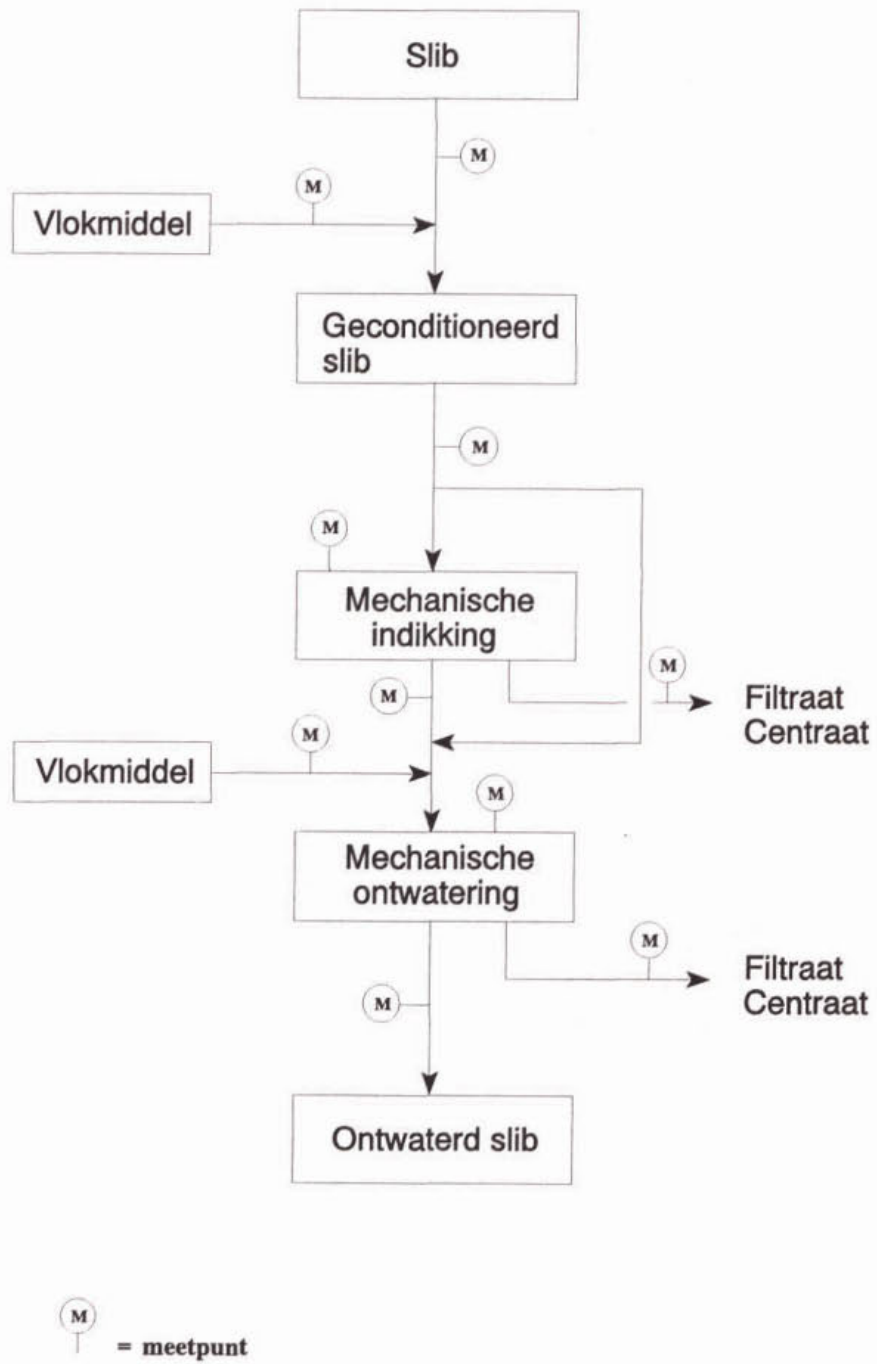 Slib
M
M
Vlokmiddel
Geconditioneerd
slib
M
M
Mechanische
indikking
M
M
Filtraat
Centraat
M
Vlokmiddel
M
Mechanische
ontwatering
M
Filtraat
Centraat
M
Ontwaterd slib
M
= meetpunt